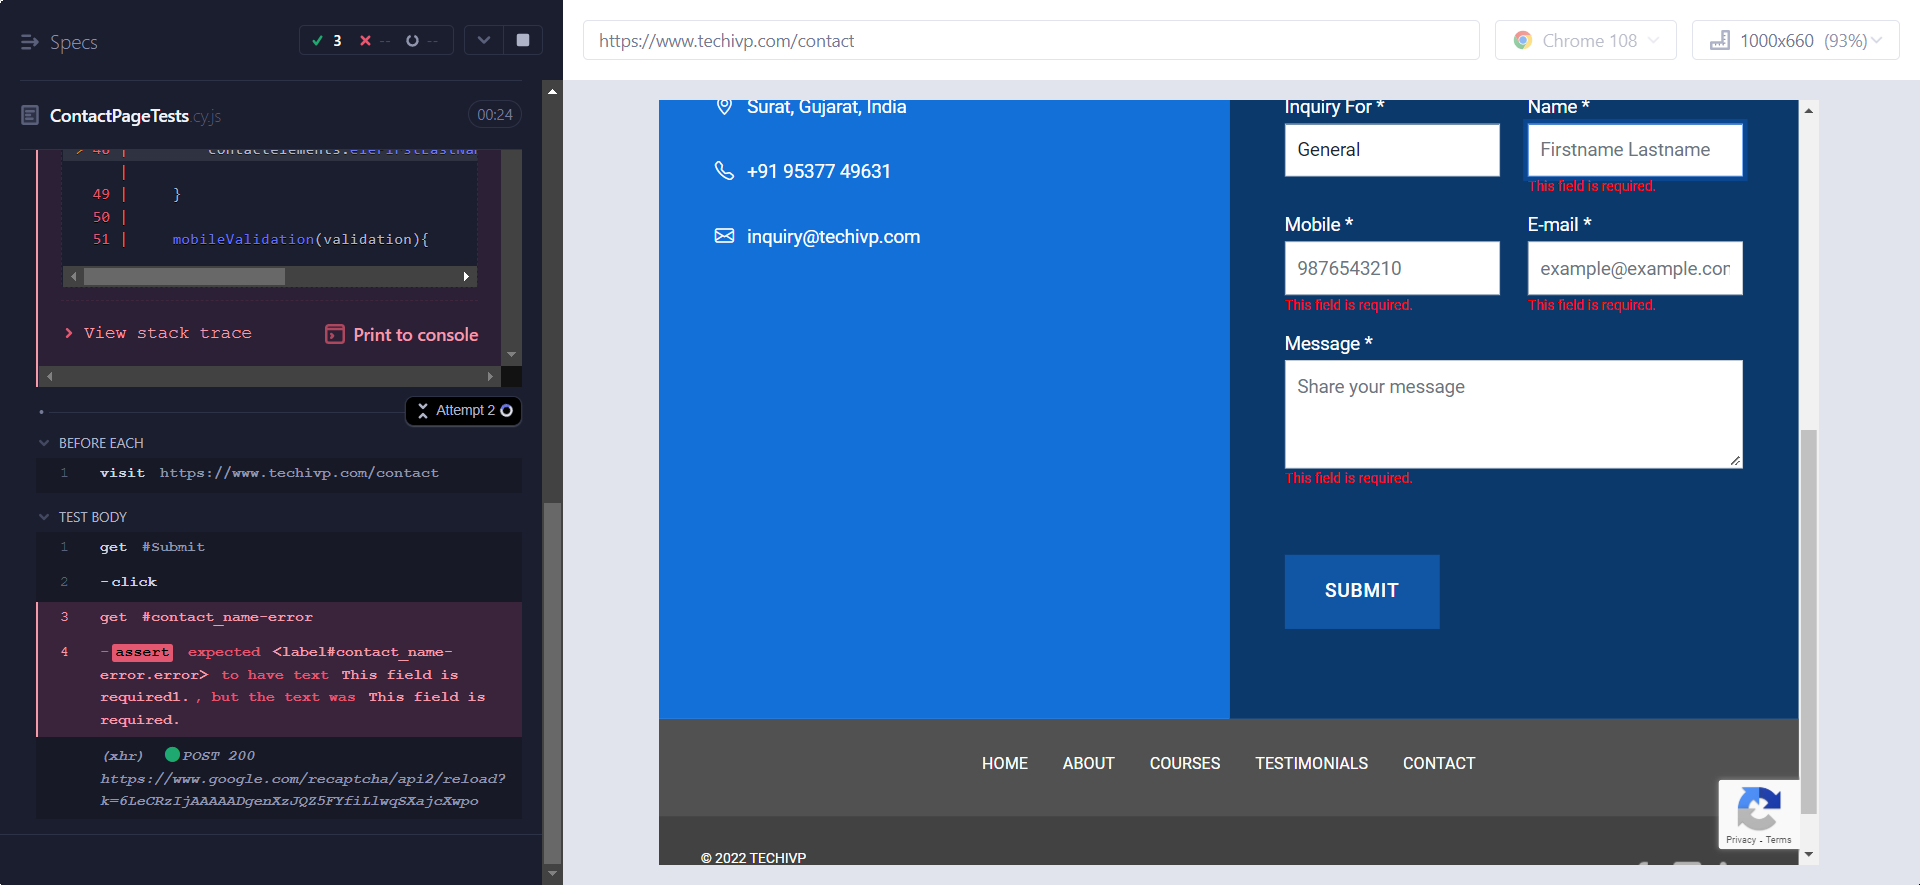 Specs
3 -- --
ContactPageTests.cy.js
00:24
> 48 | contactelements.eleFirstLastNa
|
49 | }
50 |
51 | mobileValidation(validation){
View stack trace
Print to console
Attempt 2
BEFORE EACH
1 visit https://www.techivp.com/contact
TEST BODY
1 get #Submit
2 -click
3 get #contact_name-error
4 -assert expected <label#contact_name-
error.error> to have text This field is
required1. , but the text was This field is
required.
(xhr) POST 200
https://www.google.com/recaptcha/api2/reload?
k=6LeCRzIjAAAAADgenXzJQZ5FYfiLlwqSXajcXwpo
https://www.techivp.com/contact
Chrome 108
1000x660 (93%)
Surat, Gujarat, India
+91 95377 49631
inquiry@techivp.com
Inquiry For *
General
Name *
Firstname Lastname
This field is required.
Mobile *
9876543210
This field is required.
E-mail *
example@example.con
This field is required.
Message *
Share your message
This field is required.
SUBMIT
HOME ABOUT COURSES TESTIMONIALS CONTACT
Privacy - Terms
© 2022 TECHIVP